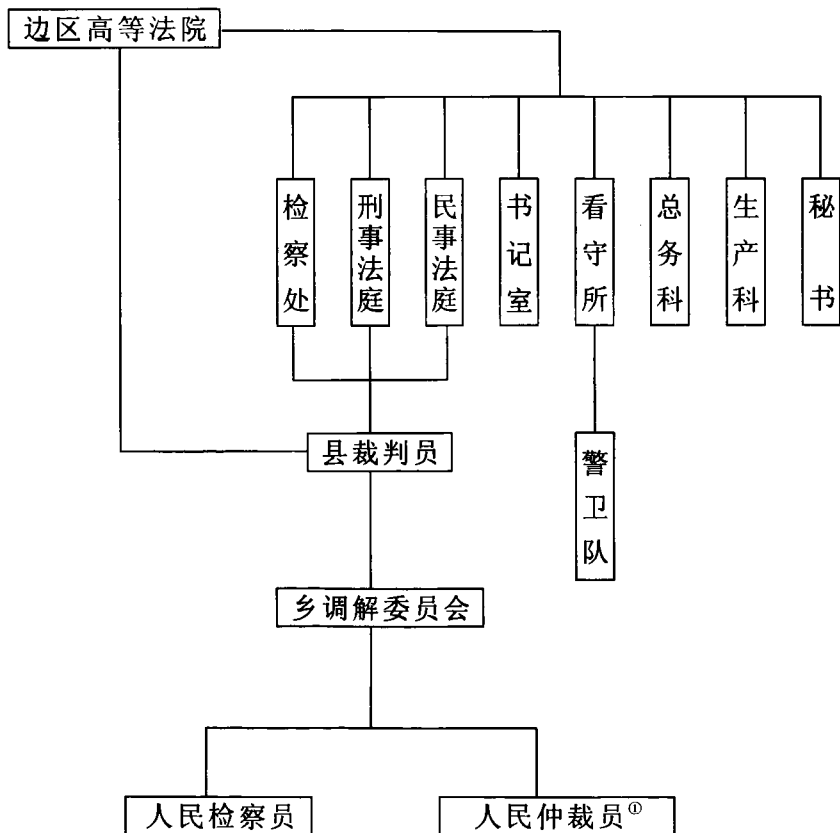 边区高等法院
检察处
刑事法庭
民事法庭
书记室
看守所
总务科
生产科
秘书
县裁判员
警卫队
乡调解委员会
人民检察员
人民仲裁员①